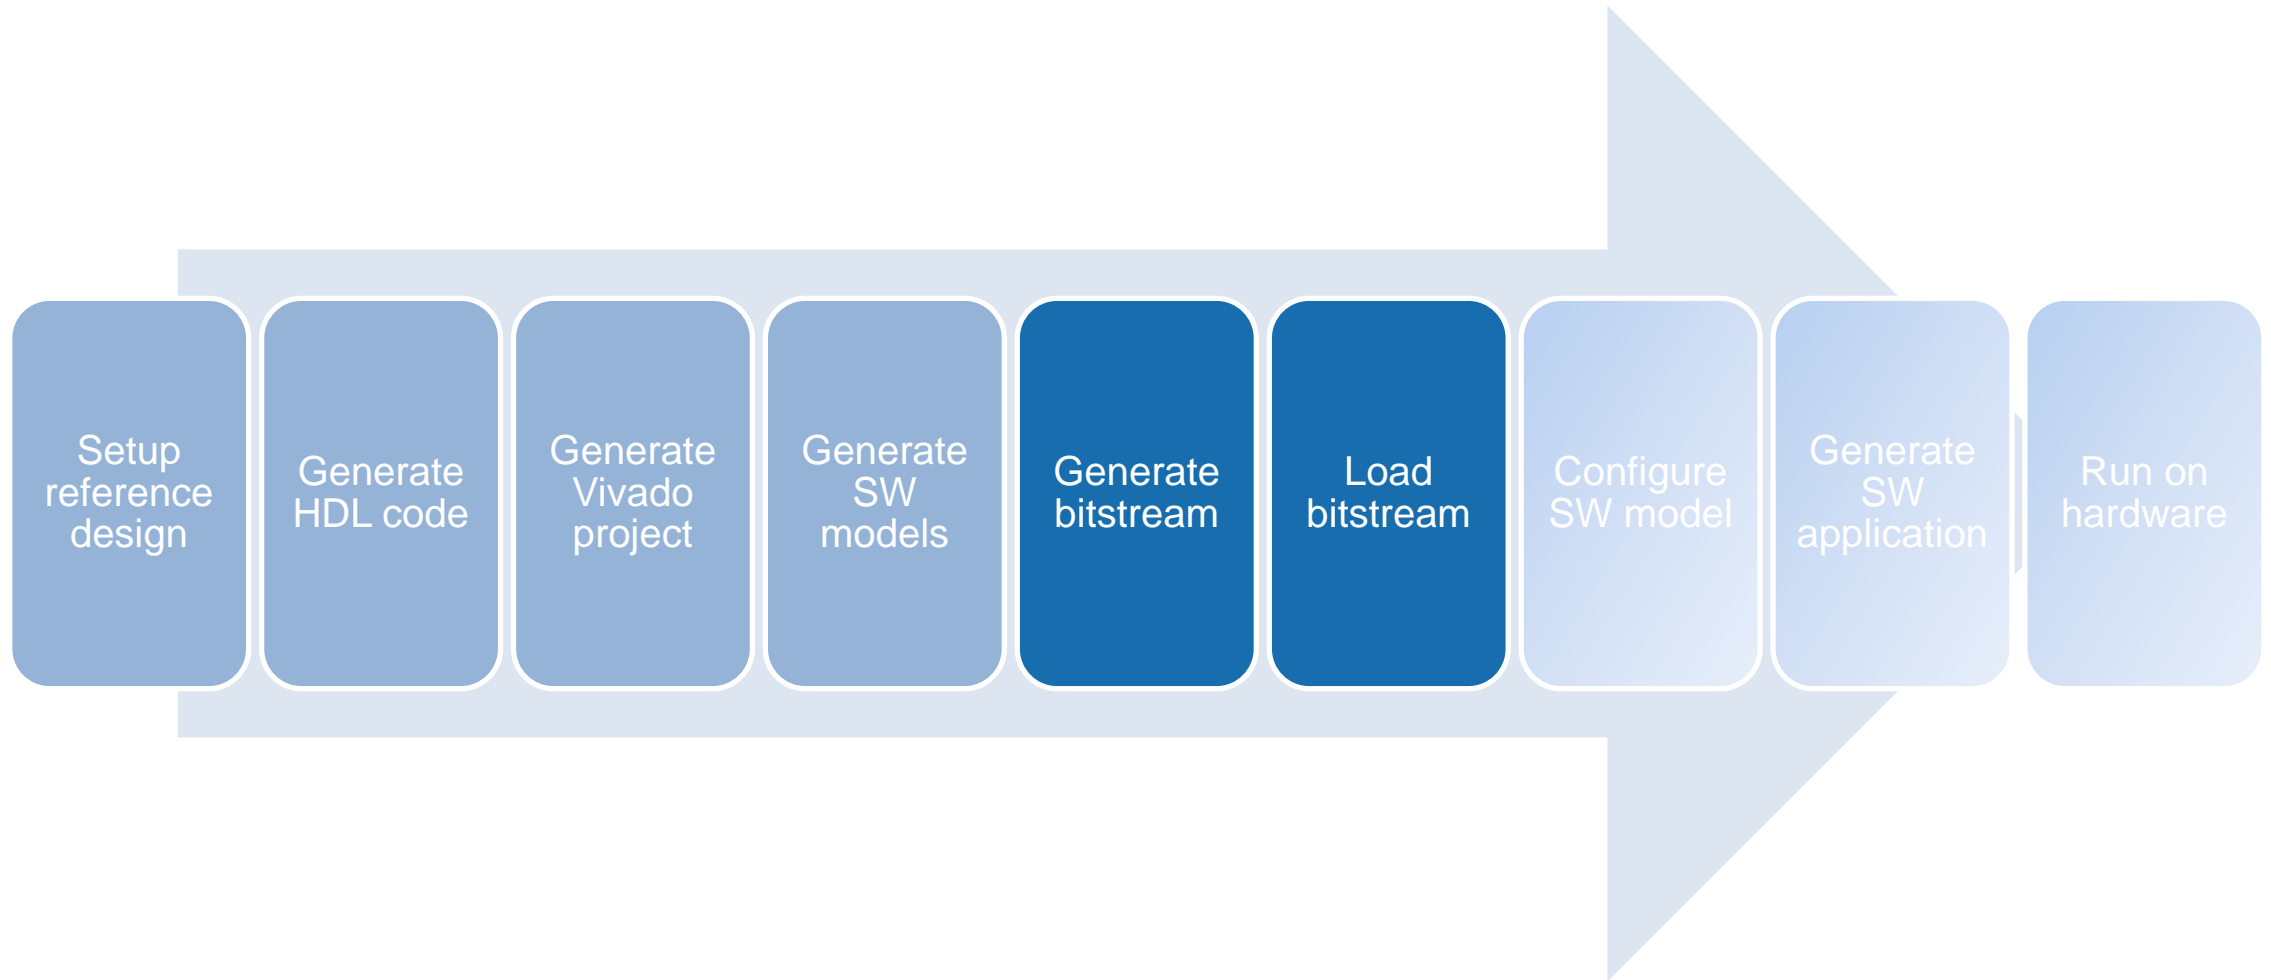 Setup
reference
design
Generate
HDL code
Generate
Vivado
project
Generate
SW
models
Generate
bitstream
Load
bitstream
Configure
SW model
Generate
SW
application
Run on
hardware